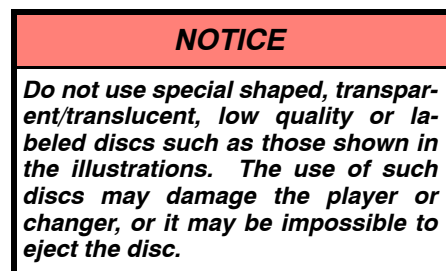 NOTICE
Do not use special shaped, transpar-
ent/translucent, low quality or la-
beled discs such as those shown in
the illustrations. The use of such
discs may damage the player or
changer, or it may be impossible to
eject the disc.